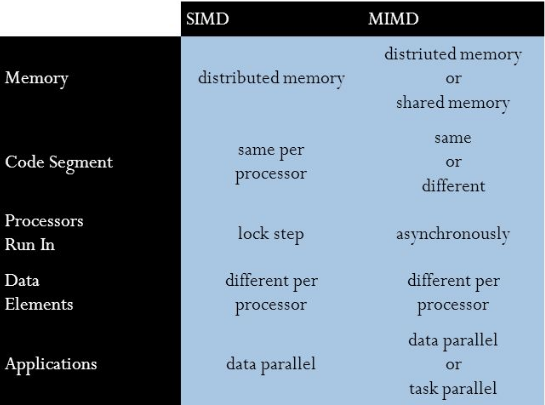 SIMD MIMD
Memory distributed memory distriuted memory
or
shared memory
Code Segment same per
processor same
or
different
Processors
Run In lock step asynchronously
Data
Elements different per
processor different per
processor
Applications data parallel data parallel
or
task parallel